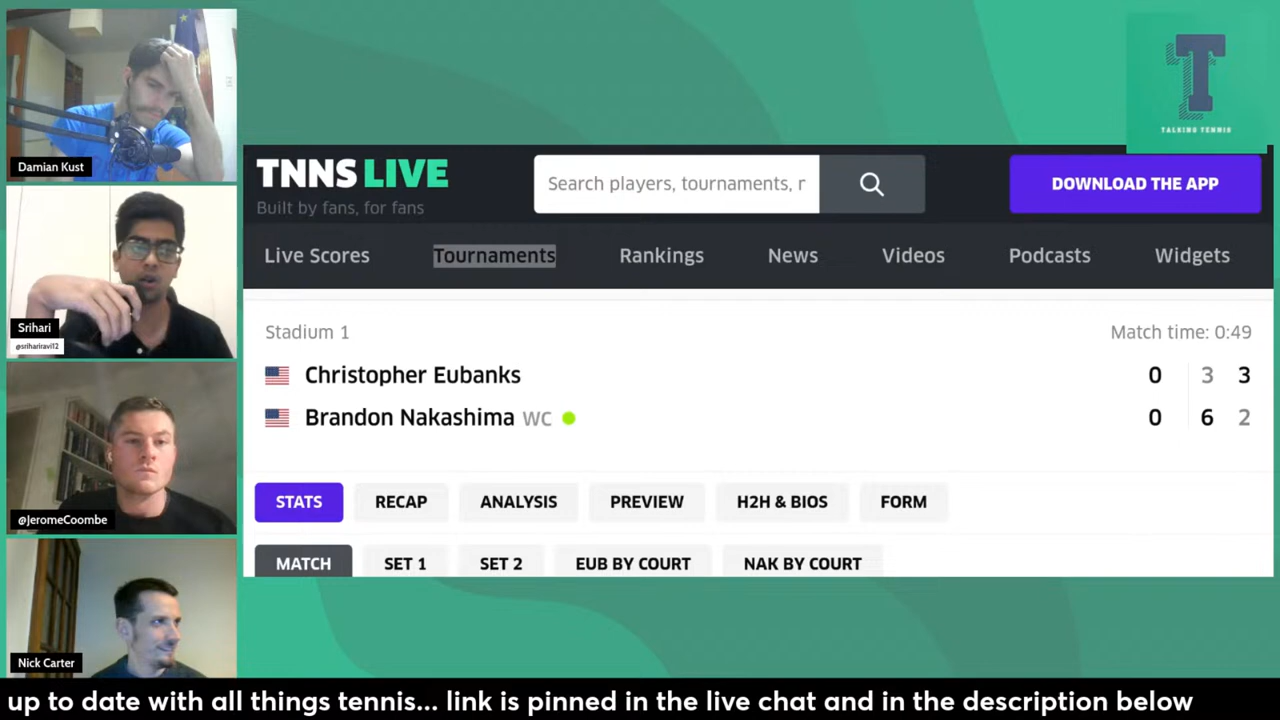 Damian Kust
Srihari
@srihariravi12
@JeromeCoombe
Nick Carter
T
TALKING TENNIS
TNNS LIVE
Built by fans, for fans
Search players, tournaments, r
DOWNLOAD THE APP
Live Scores Tournaments Rankings News Videos Podcasts Widgets
Stadium 1 Match time: 0:49
Christopher Eubanks 0 3 3
Brandon Nakashima WC 0 6 2
STATS RECAP ANALYSIS PREVIEW H2H & BIOS FORM
MATCH SET 1 SET 2 EUB BY COURT NAK BY COURT
up to date with all things tennis... link is pinned in the live chat and in the description below